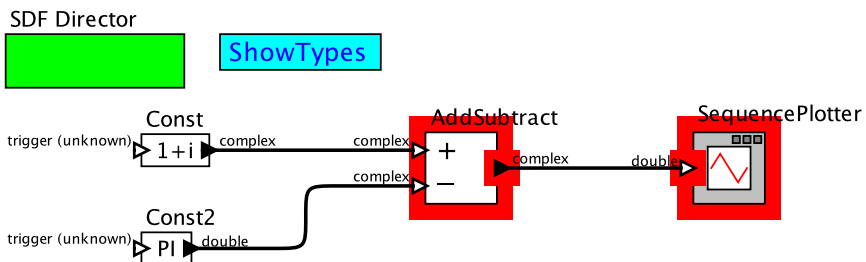 SDF Director
ShowTypes
Const
trigger (unknown)
1+i
complex
complex
AddSubtract
+
−
complex
Const2
trigger (unknown)
PI
double
complex
double
SequencePlotter